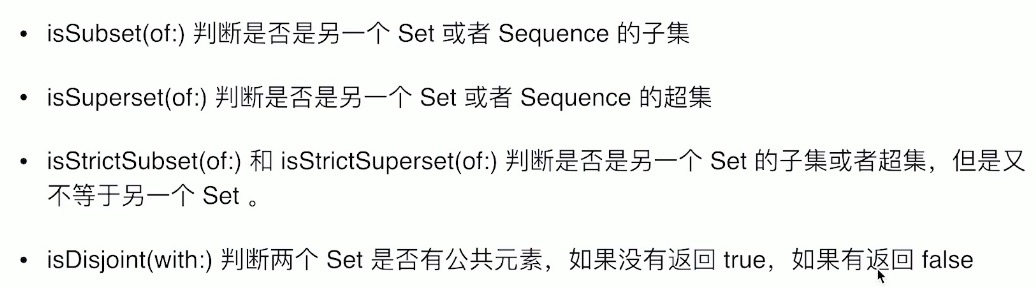 • isSubset(of:) 判断是否是另一个 Set 或者 Sequence 的子集
• isSuperset(of:) 判断是否是另一个 Set 或者 Sequence 的超集
• isStrictSubset(of:) 和 isStrictSuperset(of:) 判断是否是另一个 Set 的子集或者超集，但是又
不等于另一个 Set 。
• isDisjoint(with:) 判断两个 Set 是否有公共元素，如果没有返回 true，如果有返回 false